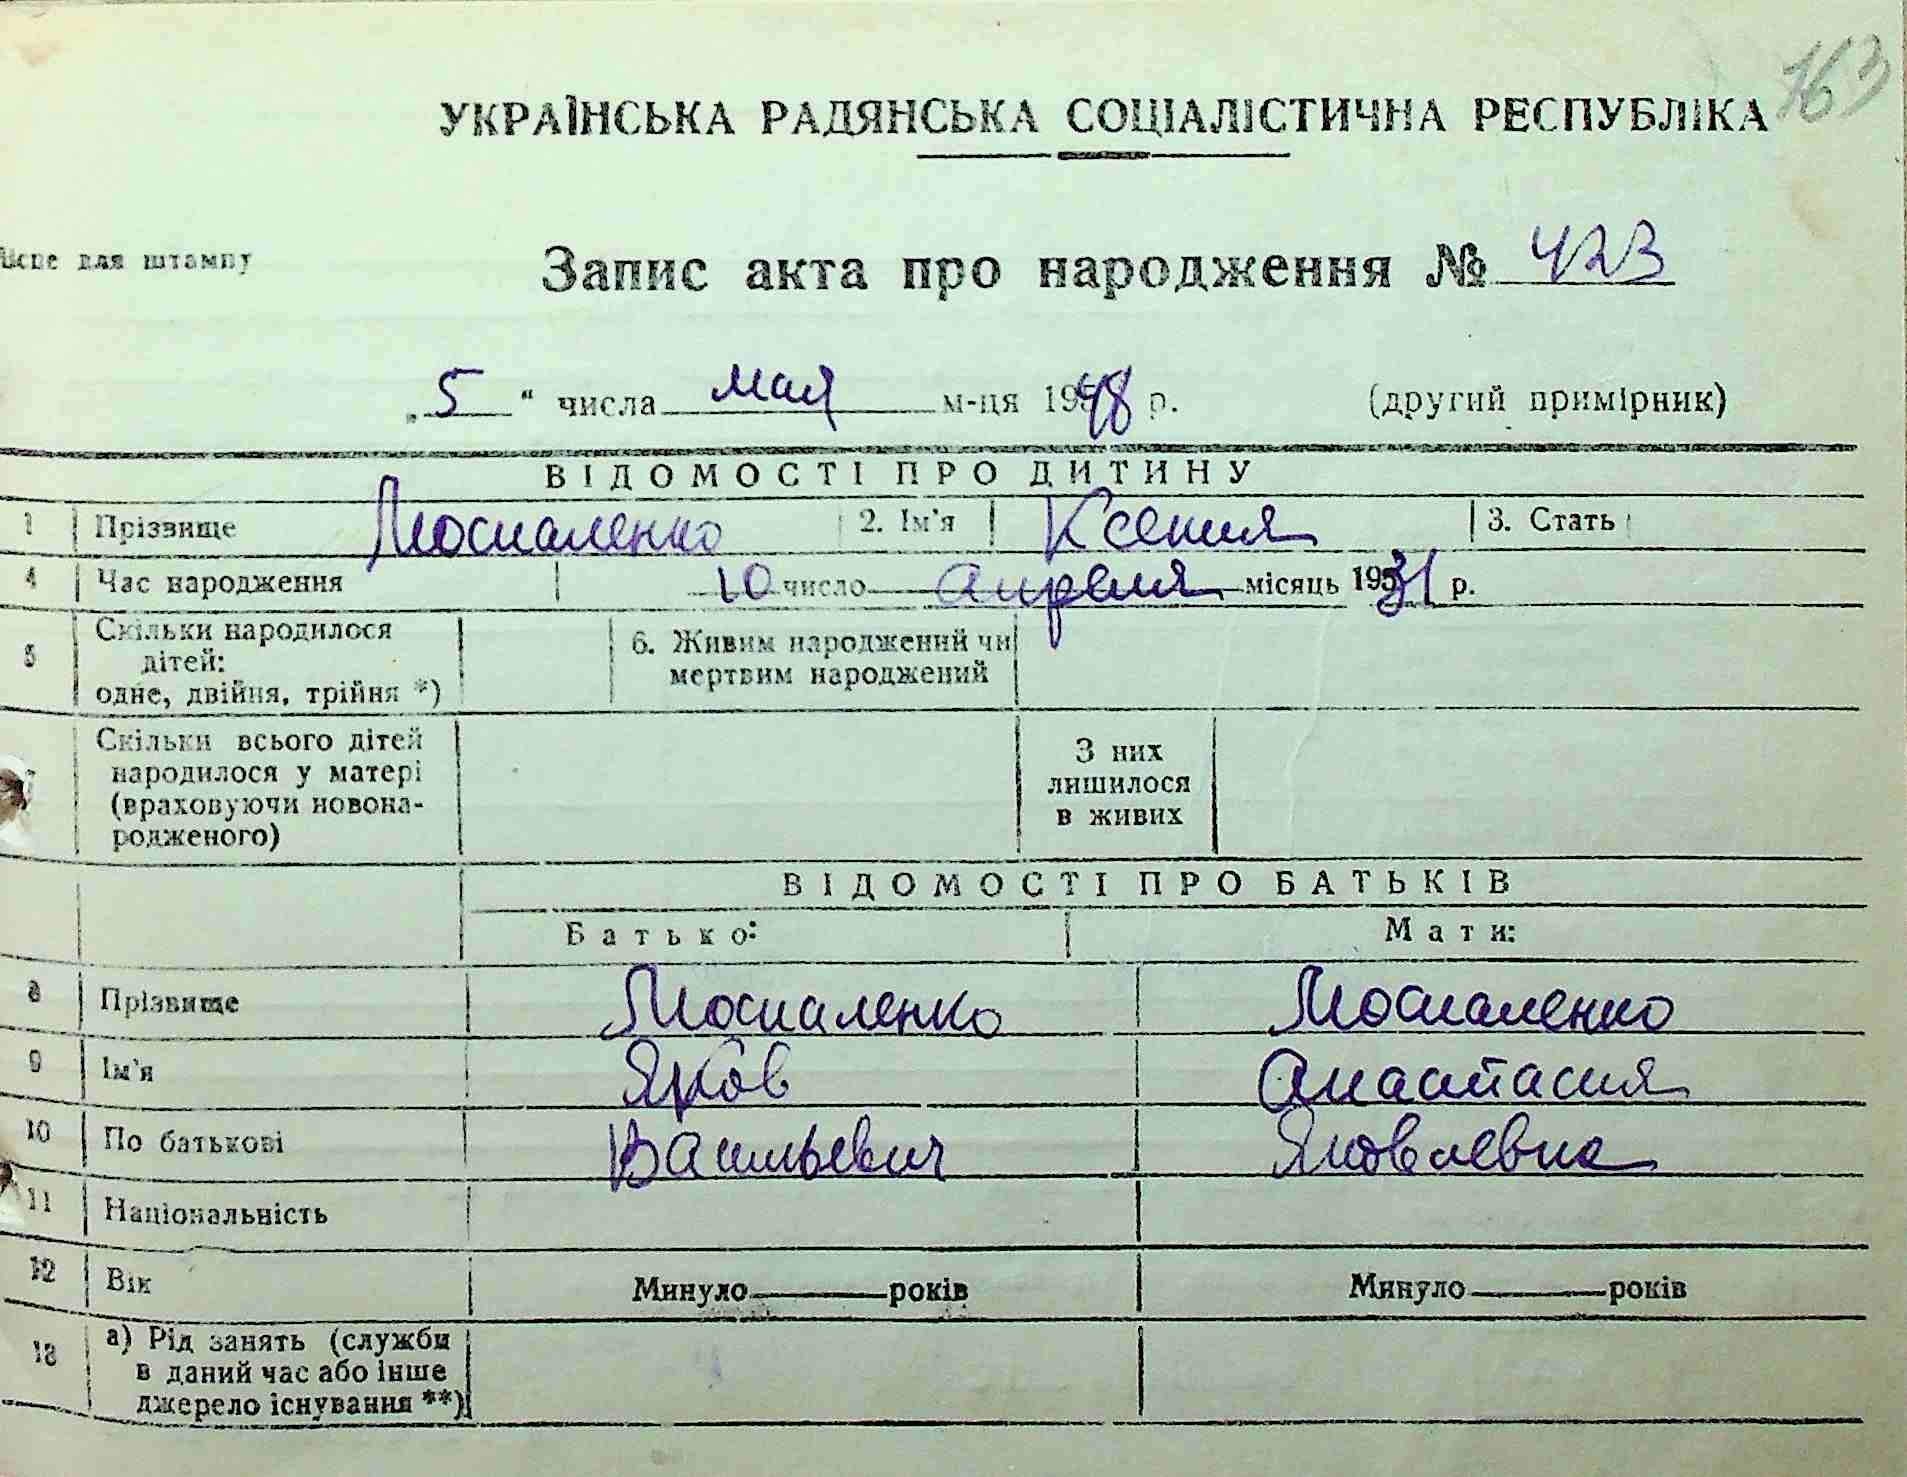 163
УКРАЇНСЬКА РАДЯНСЬКА СОЦІАЛІСТИЧНА РЕСПУБЛІКА
Місце для штампу
Запис акта про народження № 423
„5" числа мая м-ця 1948 р. (другий примірник)
ВІДОМОСТІ ПРО ДИТИНУ
1 Прізвище Москаленко 2. Ім'я Ксения 3. Стать
4 Час народження 10 число апреля місяць 1931 р.
5 Скільки народилося дітей: одне, двійня, трійня *) 6. Живим народжений чи мертвим народжений
7 Скільки всього дітей народилося у матері (враховуючи новонародженого) З них лишилося в живих
ВІДОМОСТІ ПРО БАТЬКІВ
Батько: Мати:
8 Прізвище Москаленко Москаленко
9 Ім'я Яков Анастасия
10 По батькові Васильевич Яковлевна
11 Національність
12 Вік Минуло років Минуло років
13 а) Рід занять (служби в даний час або інше джерело існування **)